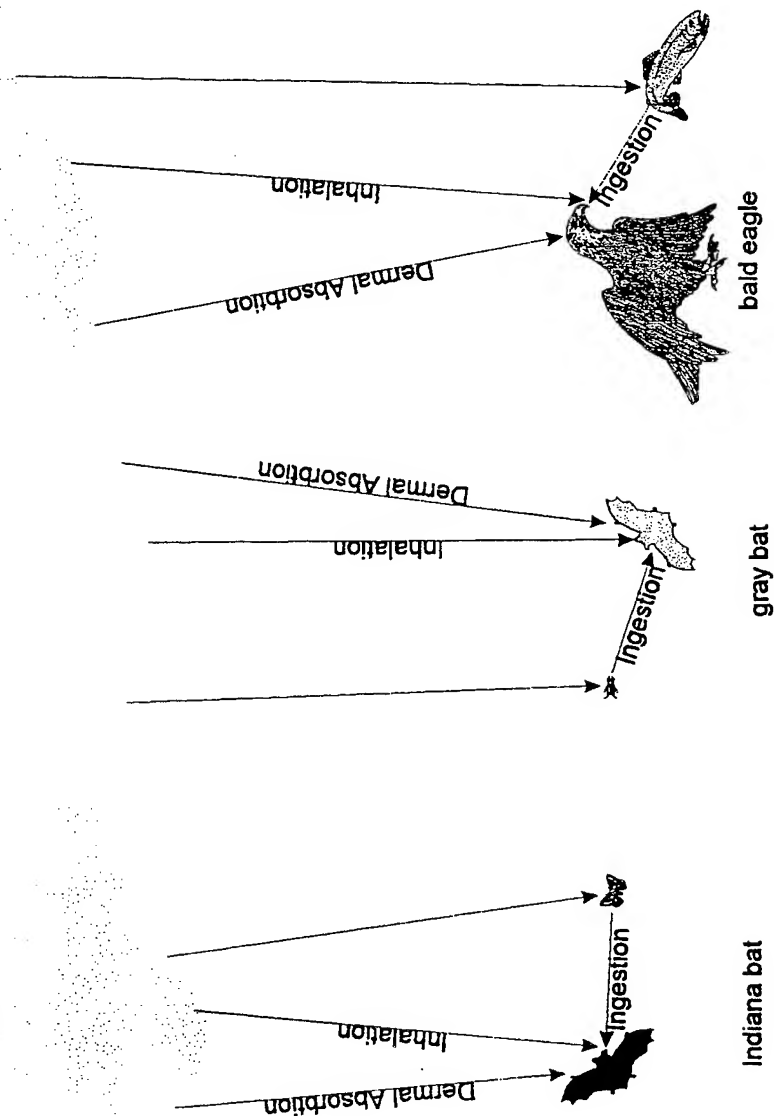 Inhalation
Dermal Absorbtion
Ingestion
bald eagle
Dermal Absorbtion
Inhalation
Ingestion
gray bat
Inhalation
Dermal Absorbtion
Ingestion
Indiana bat